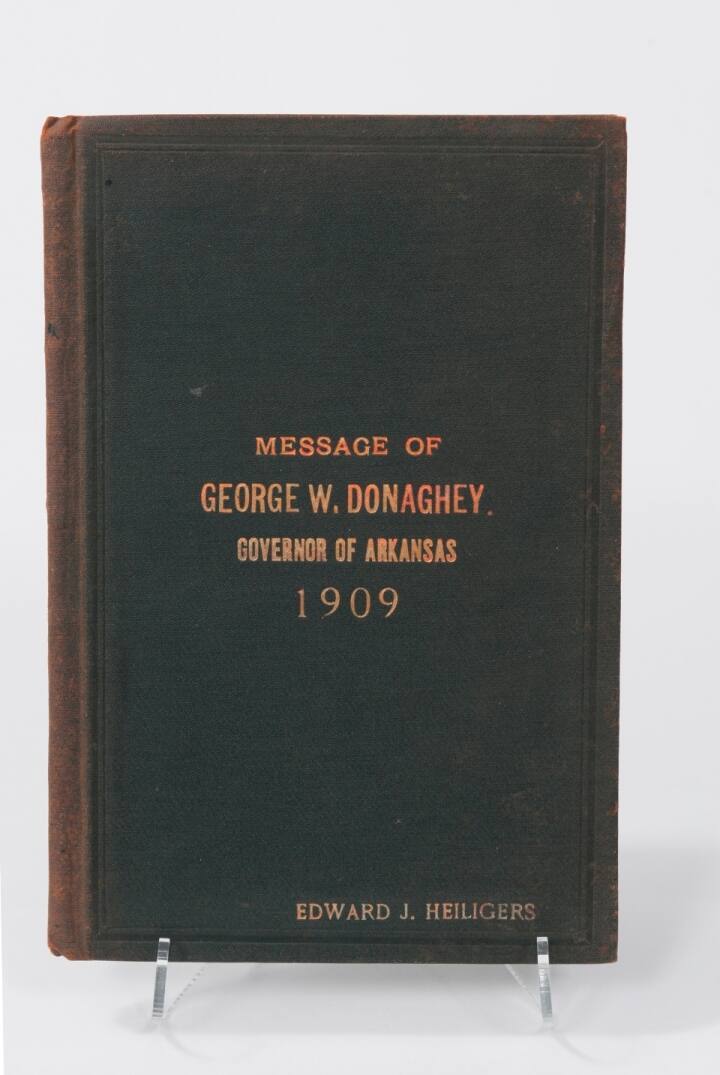 MESSAGE OF
GEORGE W. DONAGHEY.
GOVERNOR OF ARKANSAS
1909
EDWARD J. HEILIGERS